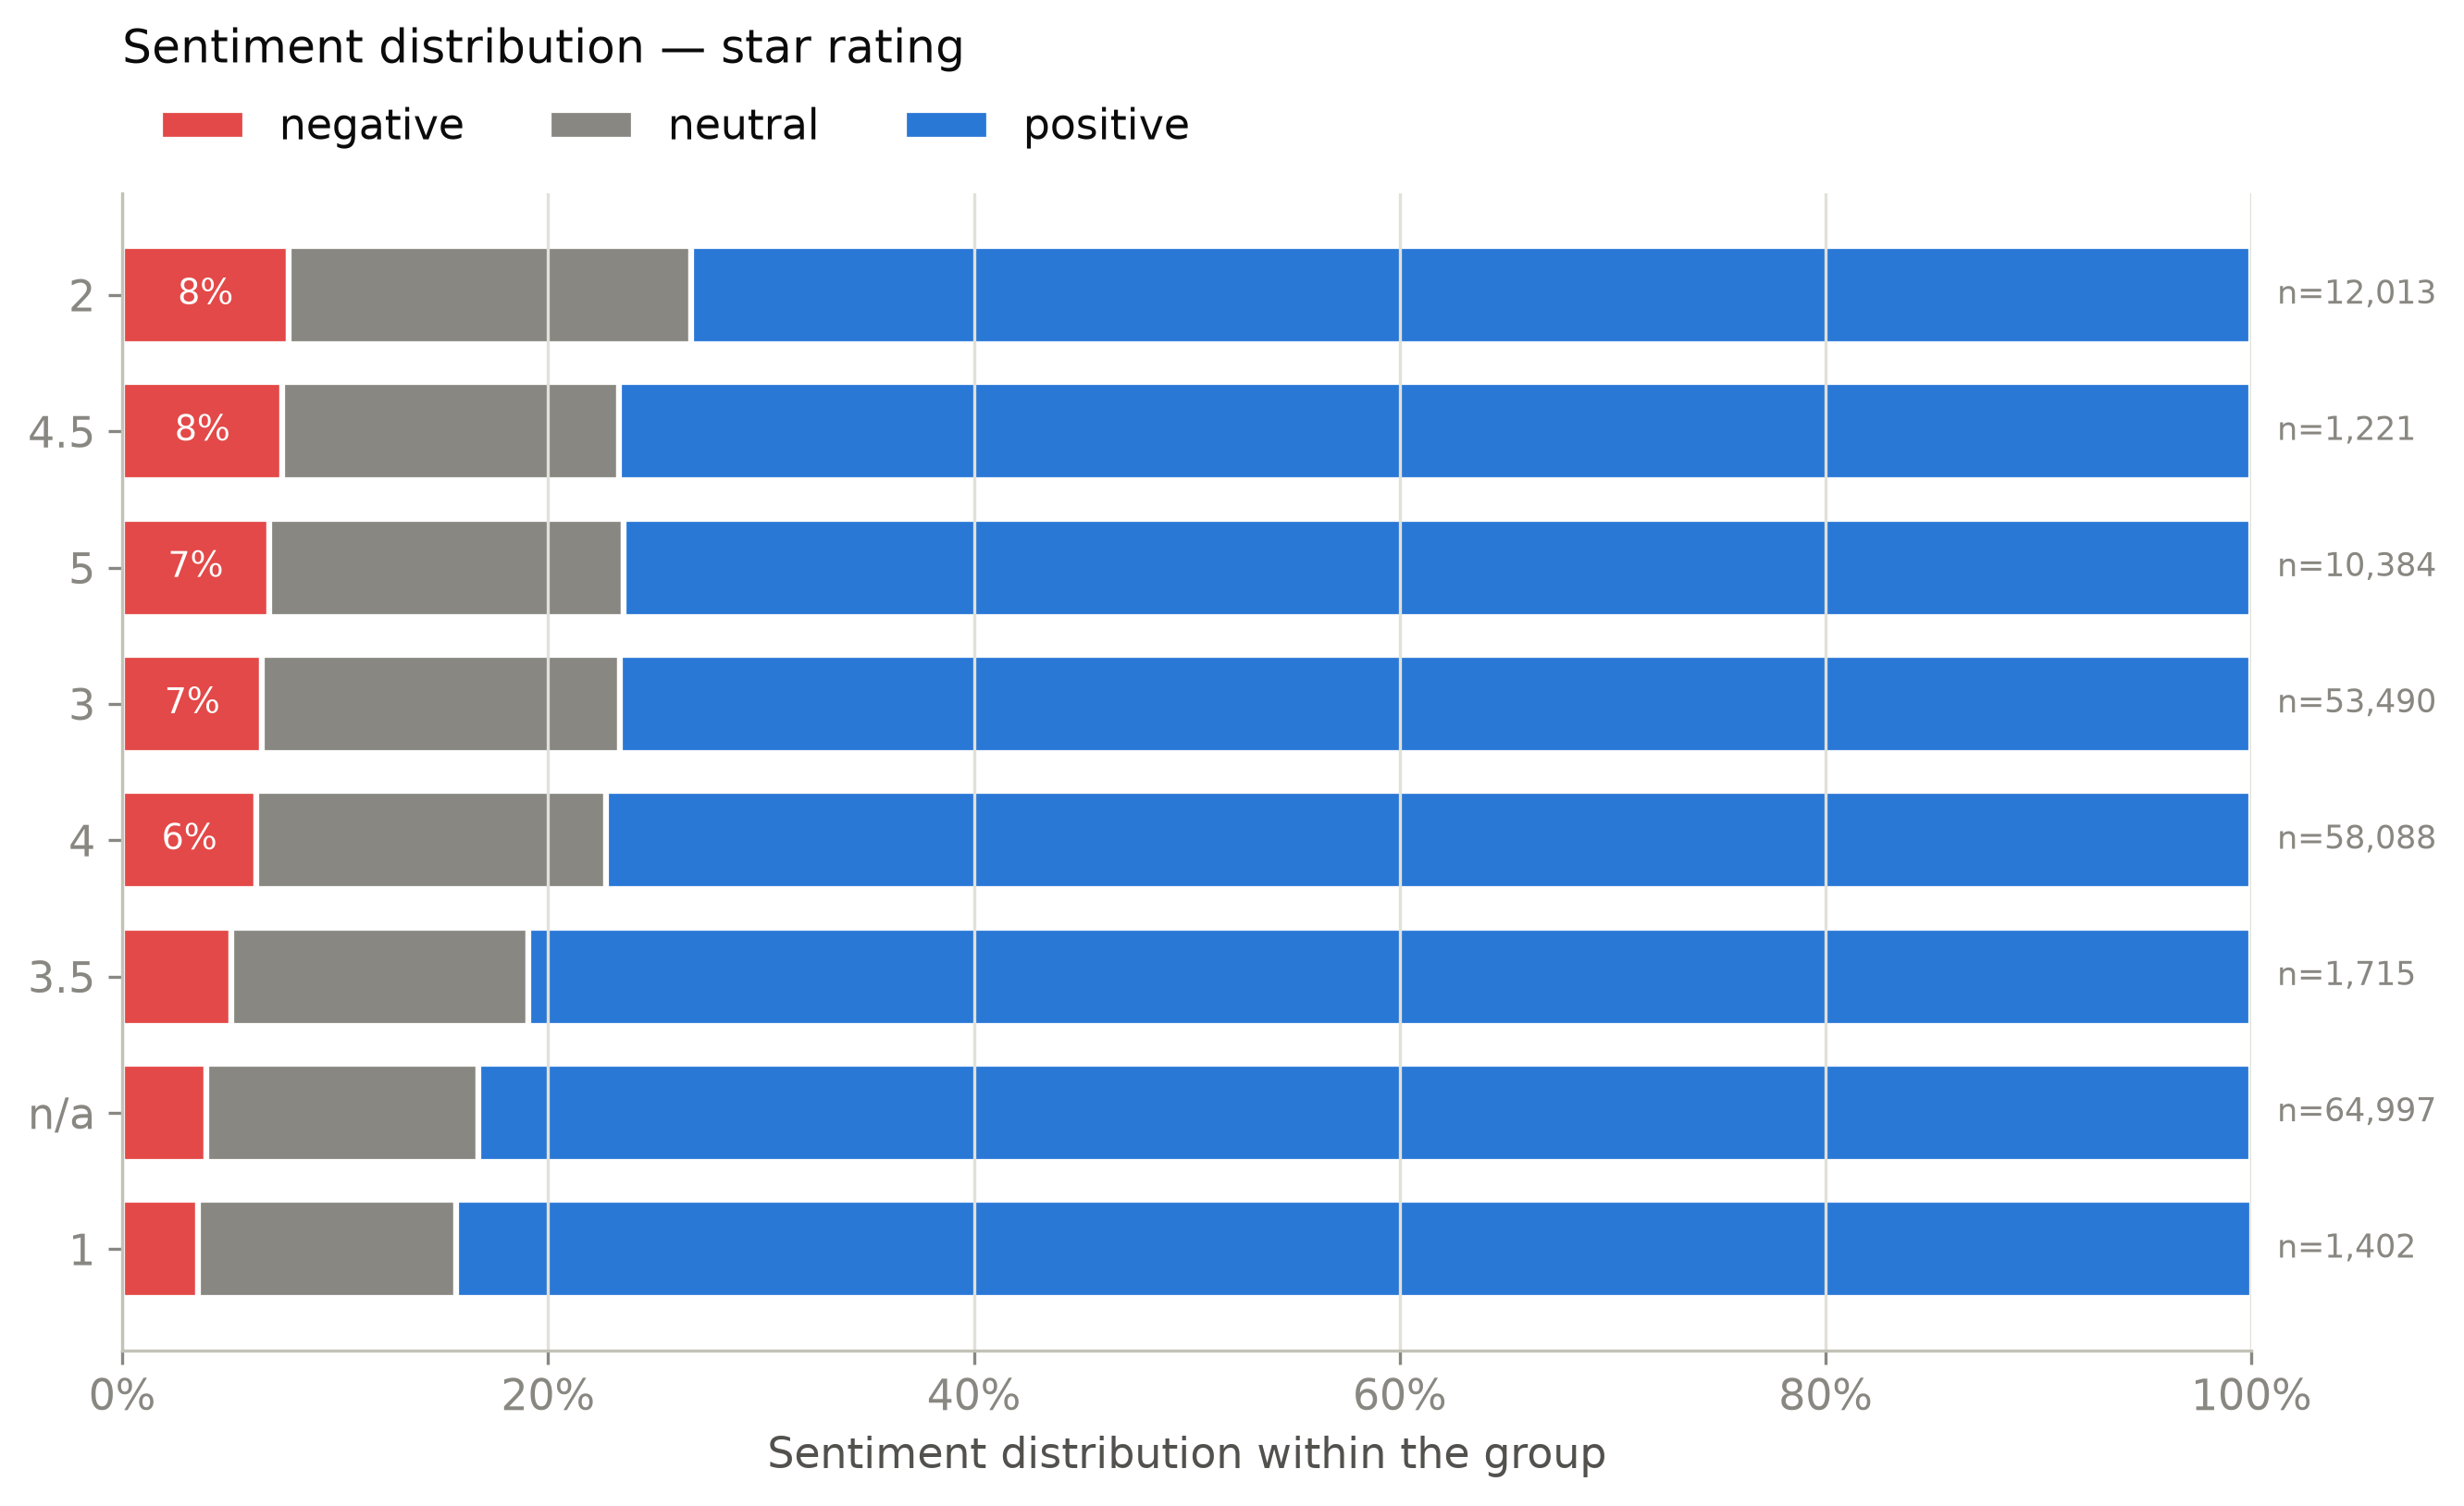 Sentiment distribution — star rating
negative neutral positive
2 8% n=12,013
4.5 8% n=1,221
5 7% n=10,384
3 7% n=53,490
4 6% n=58,088
3.5 n=1,715
n/a n=64,997
1 n=1,402
0% 20% 40% 60% 80% 100%
Sentiment distribution within the group